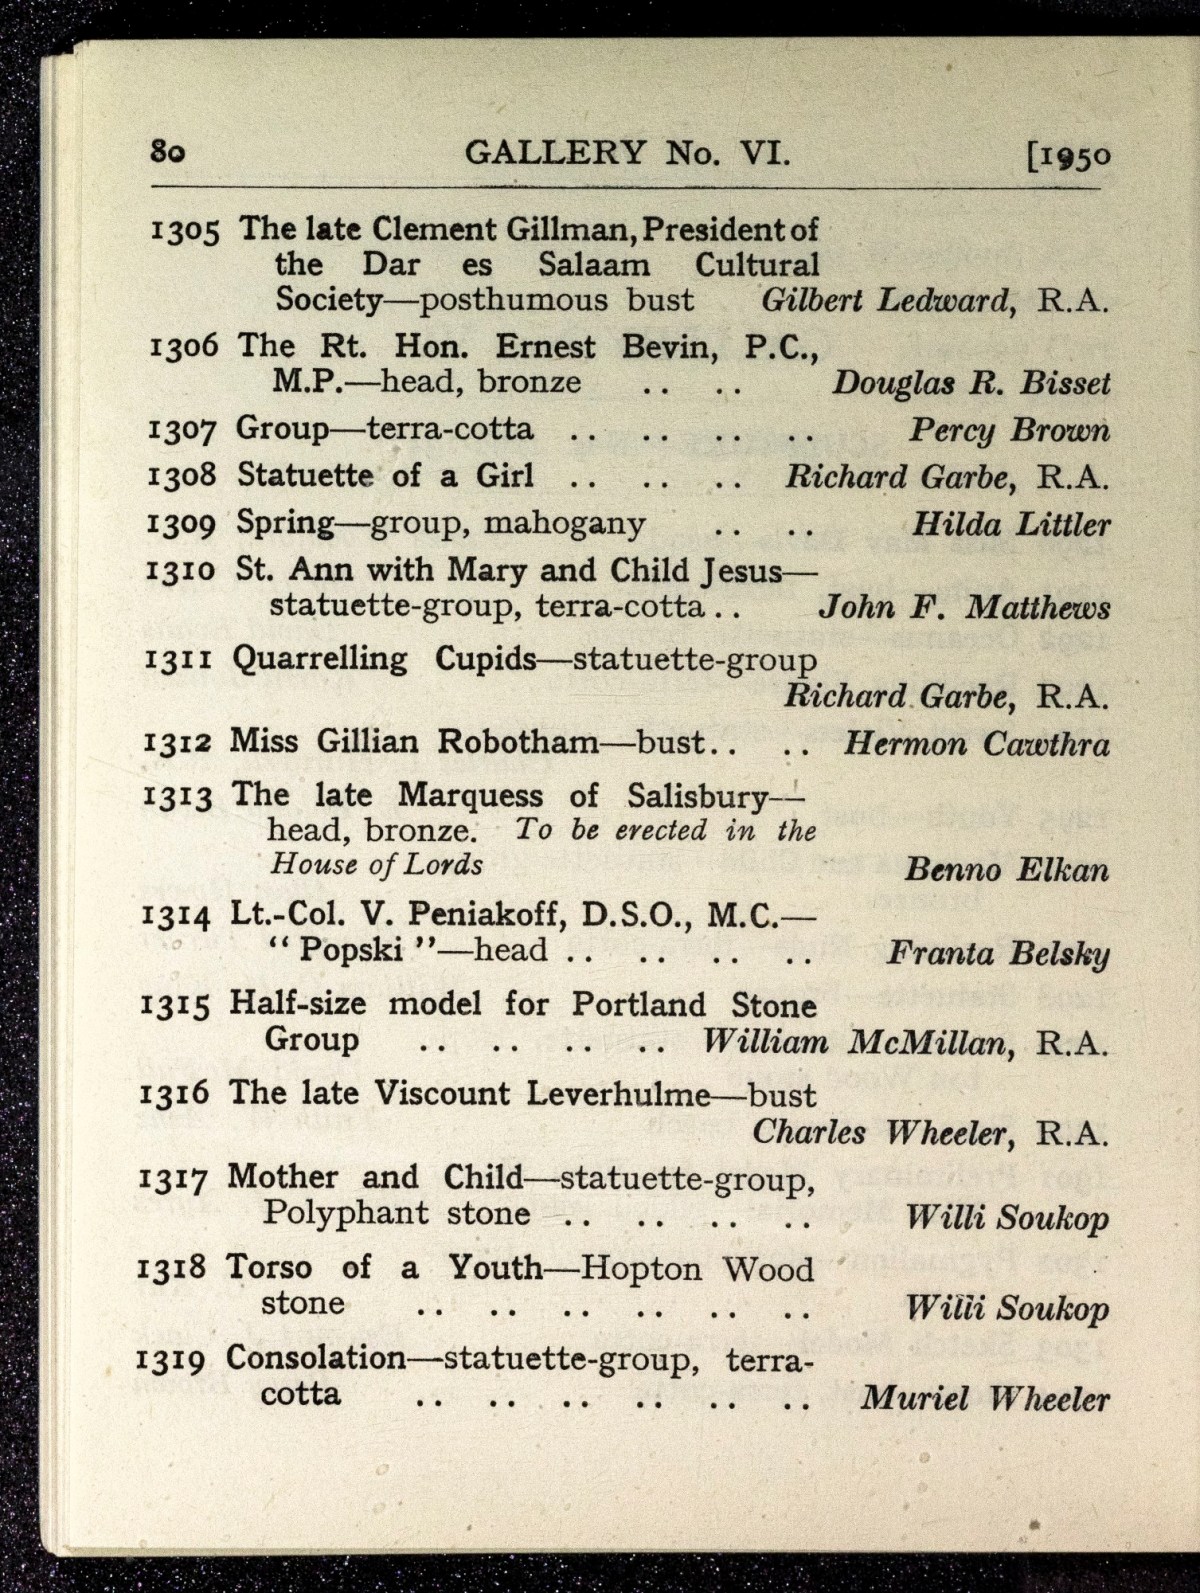 80 GALLERY No. VI. [1950
1305 The late Clement Gillman, President of
the Dar es Salaam Cultural
Society—posthumous bust Gilbert Ledward, R.A.
1306 The Rt. Hon. Ernest Bevin, P.C.,
M.P.—head, bronze .. .. Douglas R. Bisset
1307 Group—terra-cotta .. .. .. .. Percy Brown
1308 Statuette of a Girl .. .. .. Richard Garbe, R.A.
1309 Spring—group, mahogany .. .. Hilda Littler
1310 St. Ann with Mary and Child Jesus—
statuette-group, terra-cotta .. John F. Matthews
1311 Quarrelling Cupids—statuette-group
Richard Garbe, R.A.
1312 Miss Gillian Robotham—bust .. .. Hermon Cawthra
1313 The late Marquess of Salisbury—
head, bronze. To be erected in the
House of Lords Benno Elkan
1314 Lt.-Col. V. Peniakoff, D.S.O., M.C.—
“ Popski ”—head .. .. .. .. Franta Belsky
1315 Half-size model for Portland Stone
Group .. .. .. .. William McMillan, R.A.
1316 The late Viscount Leverhulme—bust
Charles Wheeler, R.A.
1317 Mother and Child—statuette-group,
Polyphant stone .. .. .. .. Willi Soukop
1318 Torso of a Youth—Hopton Wood
stone .. .. .. .. .. .. Willi Soukop
1319 Consolation—statuette-group, terra-
cotta .. .. .. .. .. .. Muriel Wheeler